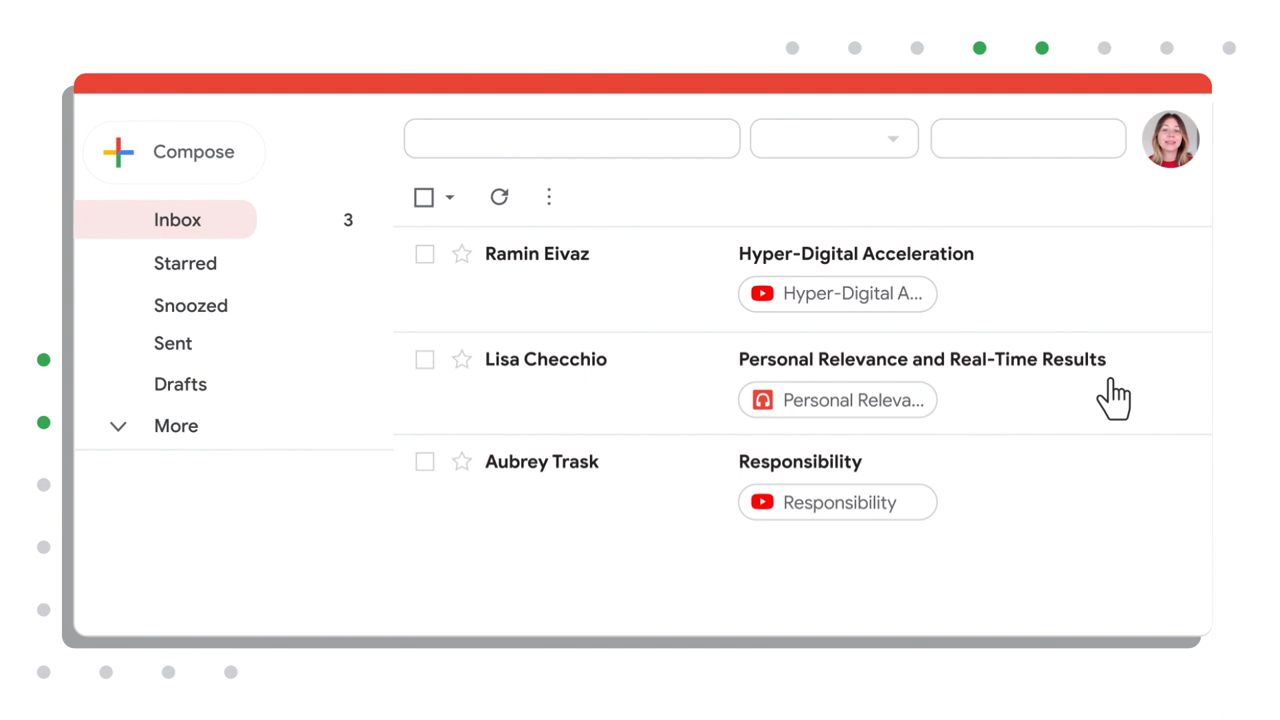 Compose
Inbox 3
Starred
Snoozed
Sent
Drafts
More
Ramin Eivaz Hyper-Digital Acceleration
Hyper-Digital A...
Lisa Checchio Personal Relevance and Real-Time Results
Personal Releva...
Aubrey Trask Responsibility
Responsibility